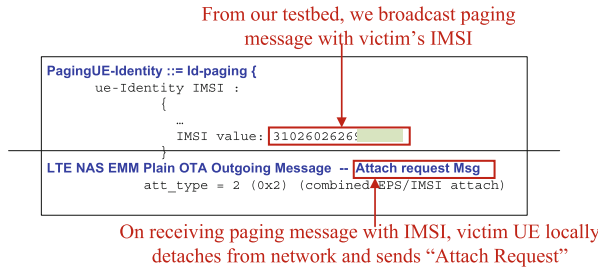 From our testbed, we broadcast paging
message with victim's IMSI
PagingUE-Identity ::= Id-paging {
ue-Identity IMSI :
{
…
IMSI value: 31026026269
}
LTE NAS EMM Plain OTA Outgoing Message -- Attach request Msg
att_type = 2 (0x2) (combined EPS/IMSI attach)
On receiving paging message with IMSI, victim UE locally
detaches from network and sends “Attach Request”